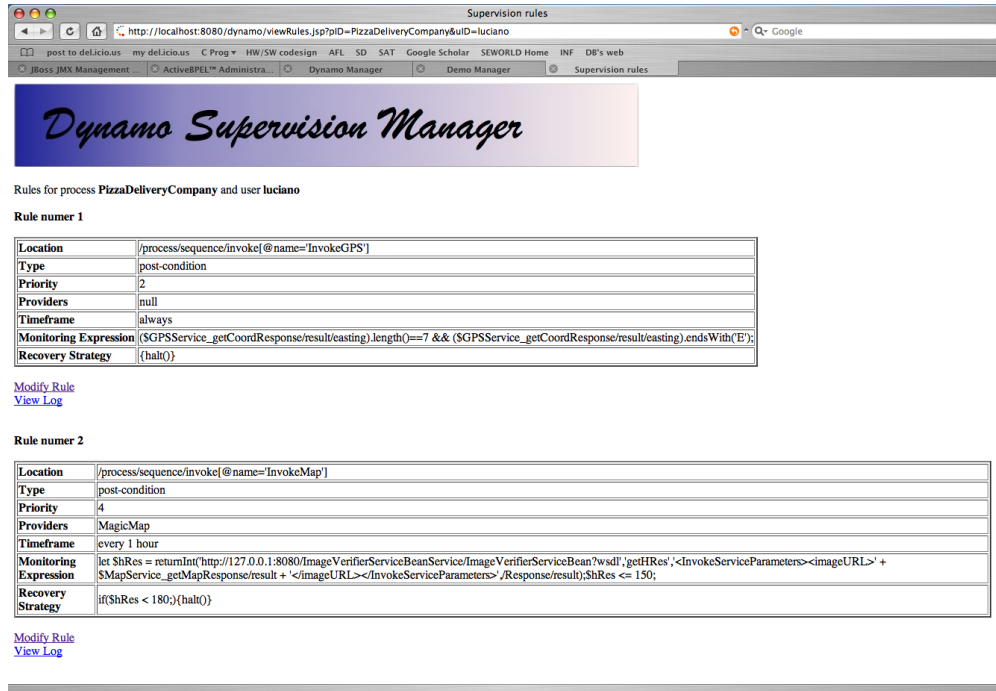 Supervision rules
http://localhost:8080/dynamo/viewRules.jsp?pID=PizzaDeliveryCompany&uID=luciano
Google
post to del.icio.us my del.icio.us C Prog HW/SW codesign AFL SD SAT Google Scholar SEWORLD Home INF DB's web
JBoss JMX Management ... ActiveBPEL™ Administra... Dynamo Manager Demo Manager Supervision rules
Dynamo Supervision Manager
Rules for process PizzaDeliveryCompany and user luciano
Rule numer 1
Location /process/sequence/invoke[@name='InvokeGPS']
Type post-condition
Priority 2
Providers null
Timeframe always
Monitoring Expression ($GPSService_getCoordResponse/result/easting).length()==7 && ($GPSService_getCoordResponse/result/easting).endsWith('E');
Recovery Strategy {halt()}
Modify Rule
View Log
Rule numer 2
Location /process/sequence/invoke[@name='InvokeMap']
Type post-condition
Priority 4
Providers MagicMap
Timeframe every 1 hour
Monitoring Expression let $hRes = returnInt('http://127.0.0.1:8080/ImageVerifierServiceBeanService/ImageVerifierServiceBean?wsdl','getHRes','<InvokeServiceParameters><imageURL>' +
$MapService_getMapResponse/result + '</imageURL></InvokeServiceParameters>',/Response/result);$hRes <= 150;
Recovery Strategy if($hRes < 180;){halt()}
Modify Rule
View Log